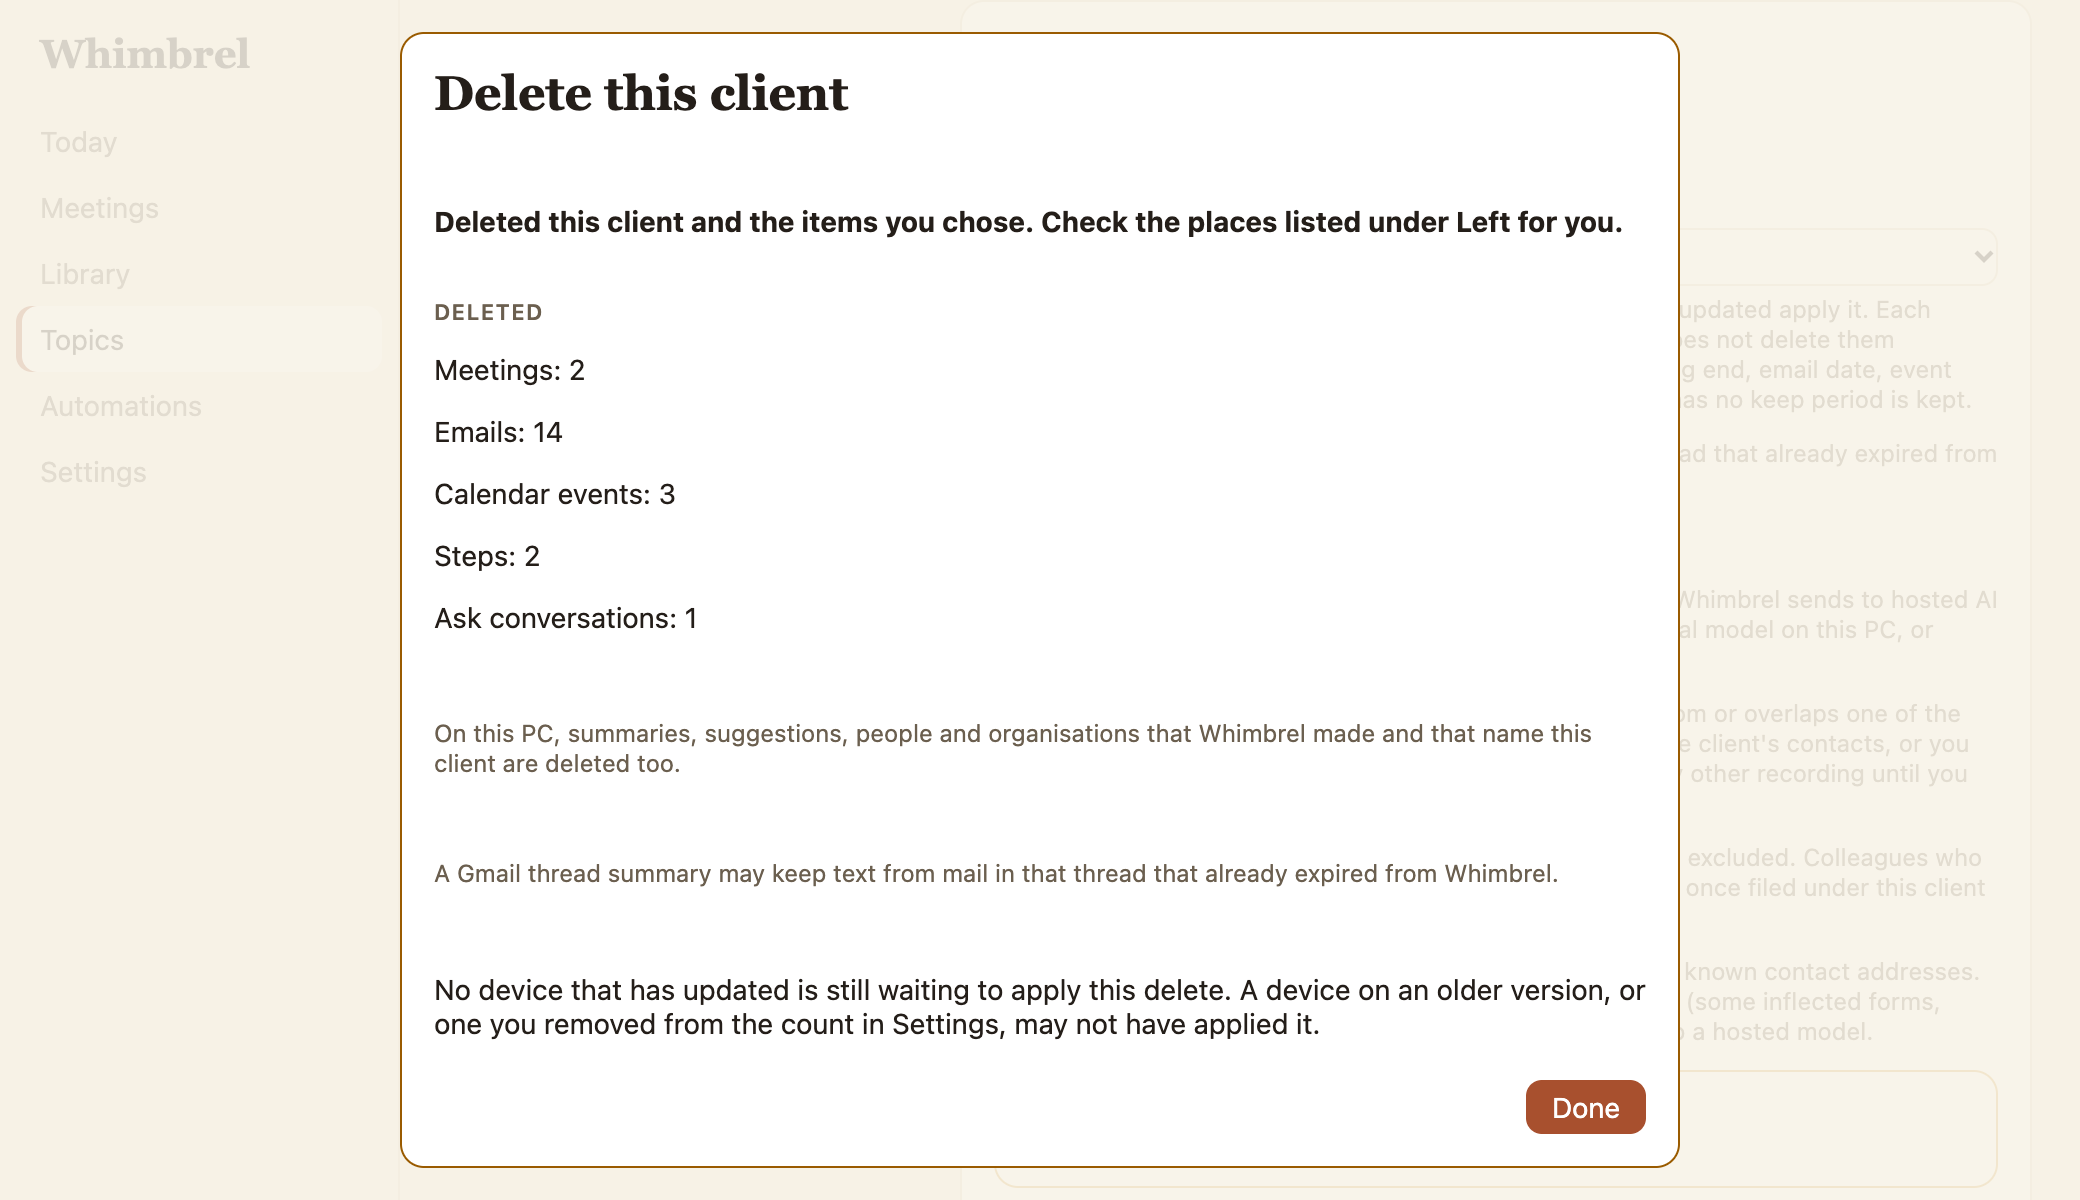 Whimbrel
Today
Meetings
Library
Topics
Automations
Settings
Delete this client
Deleted this client and the items you chose. Check the places listed under Left for you.
DELETED
Meetings: 2
Emails: 14
Calendar events: 3
Steps: 2
Ask conversations: 1
On this PC, summaries, suggestions, people and organisations that Whimbrel made and that name this
client are deleted too.
A Gmail thread summary may keep text from mail in that thread that already expired from Whimbrel.
No device that has updated is still waiting to apply this delete. A device on an older version, or
one you removed from the count in Settings, may not have applied it.
Done
updated apply it. Each
not delete them
end, email date, event
no keep period is kept.
that already expired from
Whimbrel sends to hosted AI
model on this PC, or
or overlaps one of the
client's contacts, or you
other recording until you
excluded. Colleagues who
once filed under this client
known contact addresses.
(some inflected forms,
a hosted model.